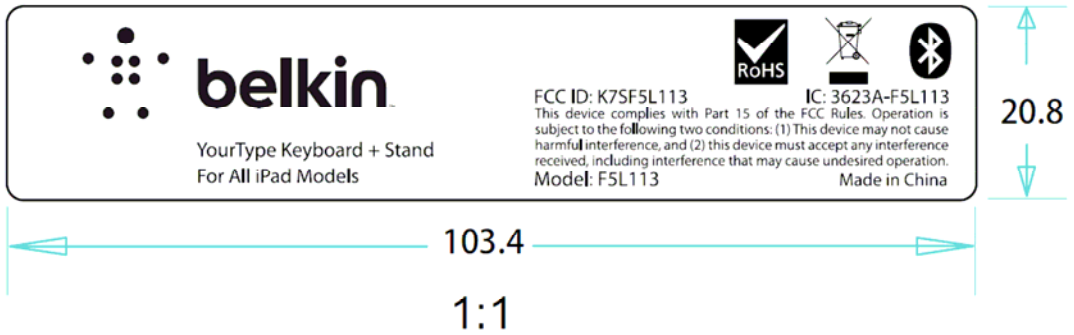 belkin
YourType Keyboard + Stand
For All iPad Models
RoHS
FCC ID: K7SF5L113 IC: 3623A-F5L113
This device complies with Part 15 of the FCC Rules. Operation is
subject to the following two conditions: (1) This device may not cause
harmful interference, and (2) this device must accept any interference
received, including interference that may cause undesired operation.
Model: F5L113 Made in China
20.8
103.4
1:1